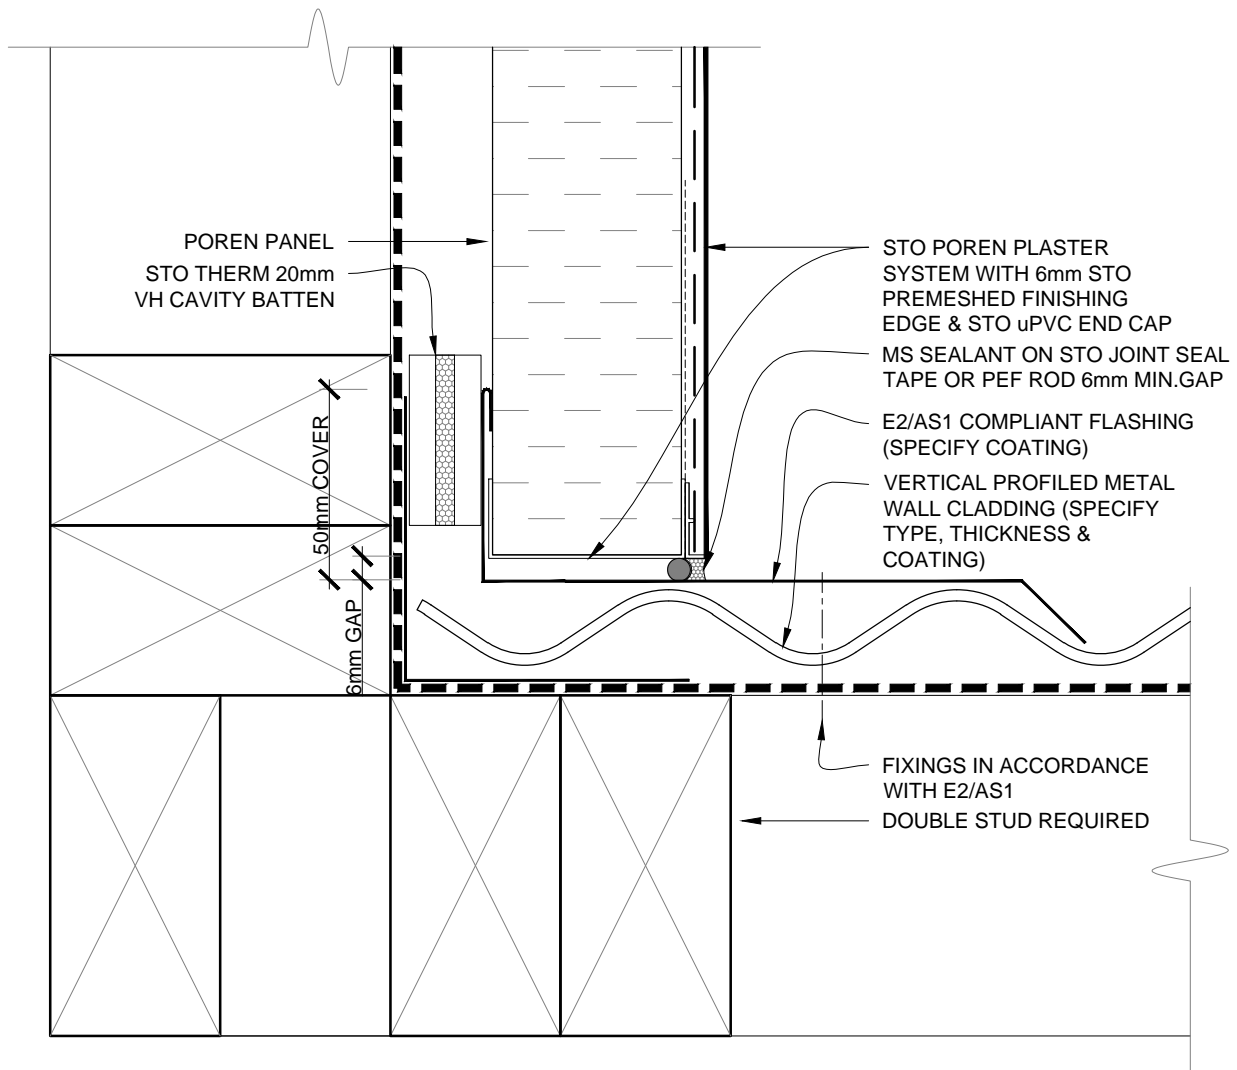 POREN PANEL
STO THERM 20mm
VH CAVITY BATTEN
50mm COVER
6mm GAP
STO POREN PLASTER
SYSTEM WITH 6mm STO
PREMESHED FINISHING
EDGE & STO uPVC END CAP
MS SEALANT ON STO JOINT SEAL
TAPE OR PEF ROD 6mm MIN.GAP
E2/AS1 COMPLIANT FLASHING
(SPECIFY COATING)
VERTICAL PROFILED METAL
WALL CLADDING (SPECIFY
TYPE, THICKNESS &
COATING)
FIXINGS IN ACCORDANCE
WITH E2/AS1
DOUBLE STUD REQUIRED